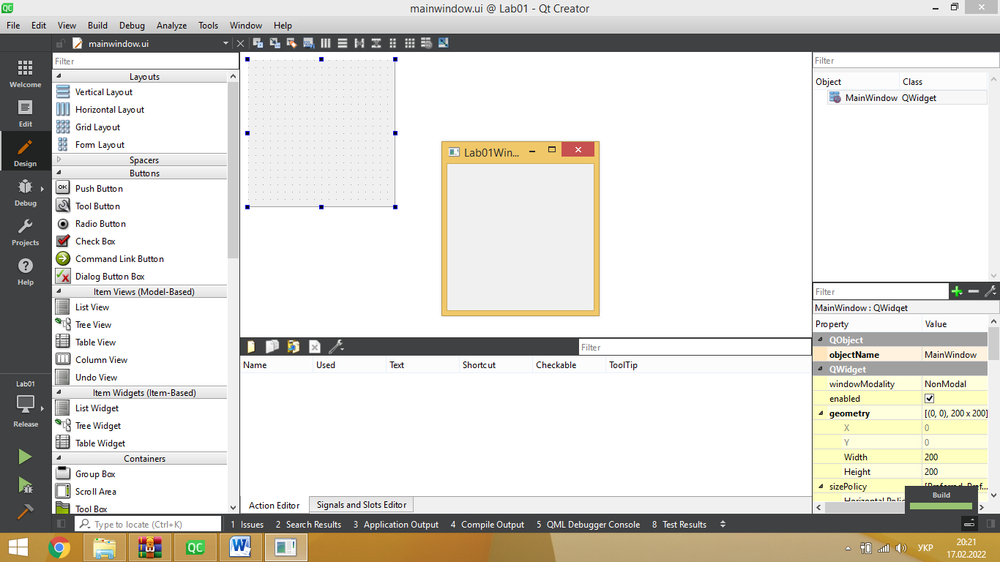 QC mainwindow.ui @ Lab01 - Qt Creator
File Edit View Build Debug Analyze Tools Window Help
mainwindow.ui
Welcome
Edit
Design
Debug
Projects
Help
Lab01
Release
Filter
Layouts
Vertical Layout
Horizontal Layout
Grid Layout
Form Layout
Spacers
Buttons
OK Push Button
Tool Button
Radio Button
Check Box
Command Link Button
Dialog Button Box
Item Views (Model-Based)
List View
Tree View
Table View
Column View
Undo View
Item Widgets (Item-Based)
List Widget
Tree Widget
Table Widget
Containers
Group Box
Scroll Area
Tool Box
Lab01Win...
Filter
Name Used Text Shortcut Checkable ToolTip
Action Editor Signals and Slots Editor
Filter
Object Class
MainWindow QWidget
Filter
MainWindow : QWidget
Property Value
QObject
objectName MainWindow
QWidget
windowModality NonModal
enabled
geometry [(0, 0), 200 x 200]
X 0
Y 0
Width 200
Height 200
sizePolicy
Build
Type to locate (Ctrl+K) 1 Issues 2 Search Results 3 Application Output 4 Compile Output 5 QML Debugger Console 8 Test Results
QC W УКР 20:21
17.02.2022